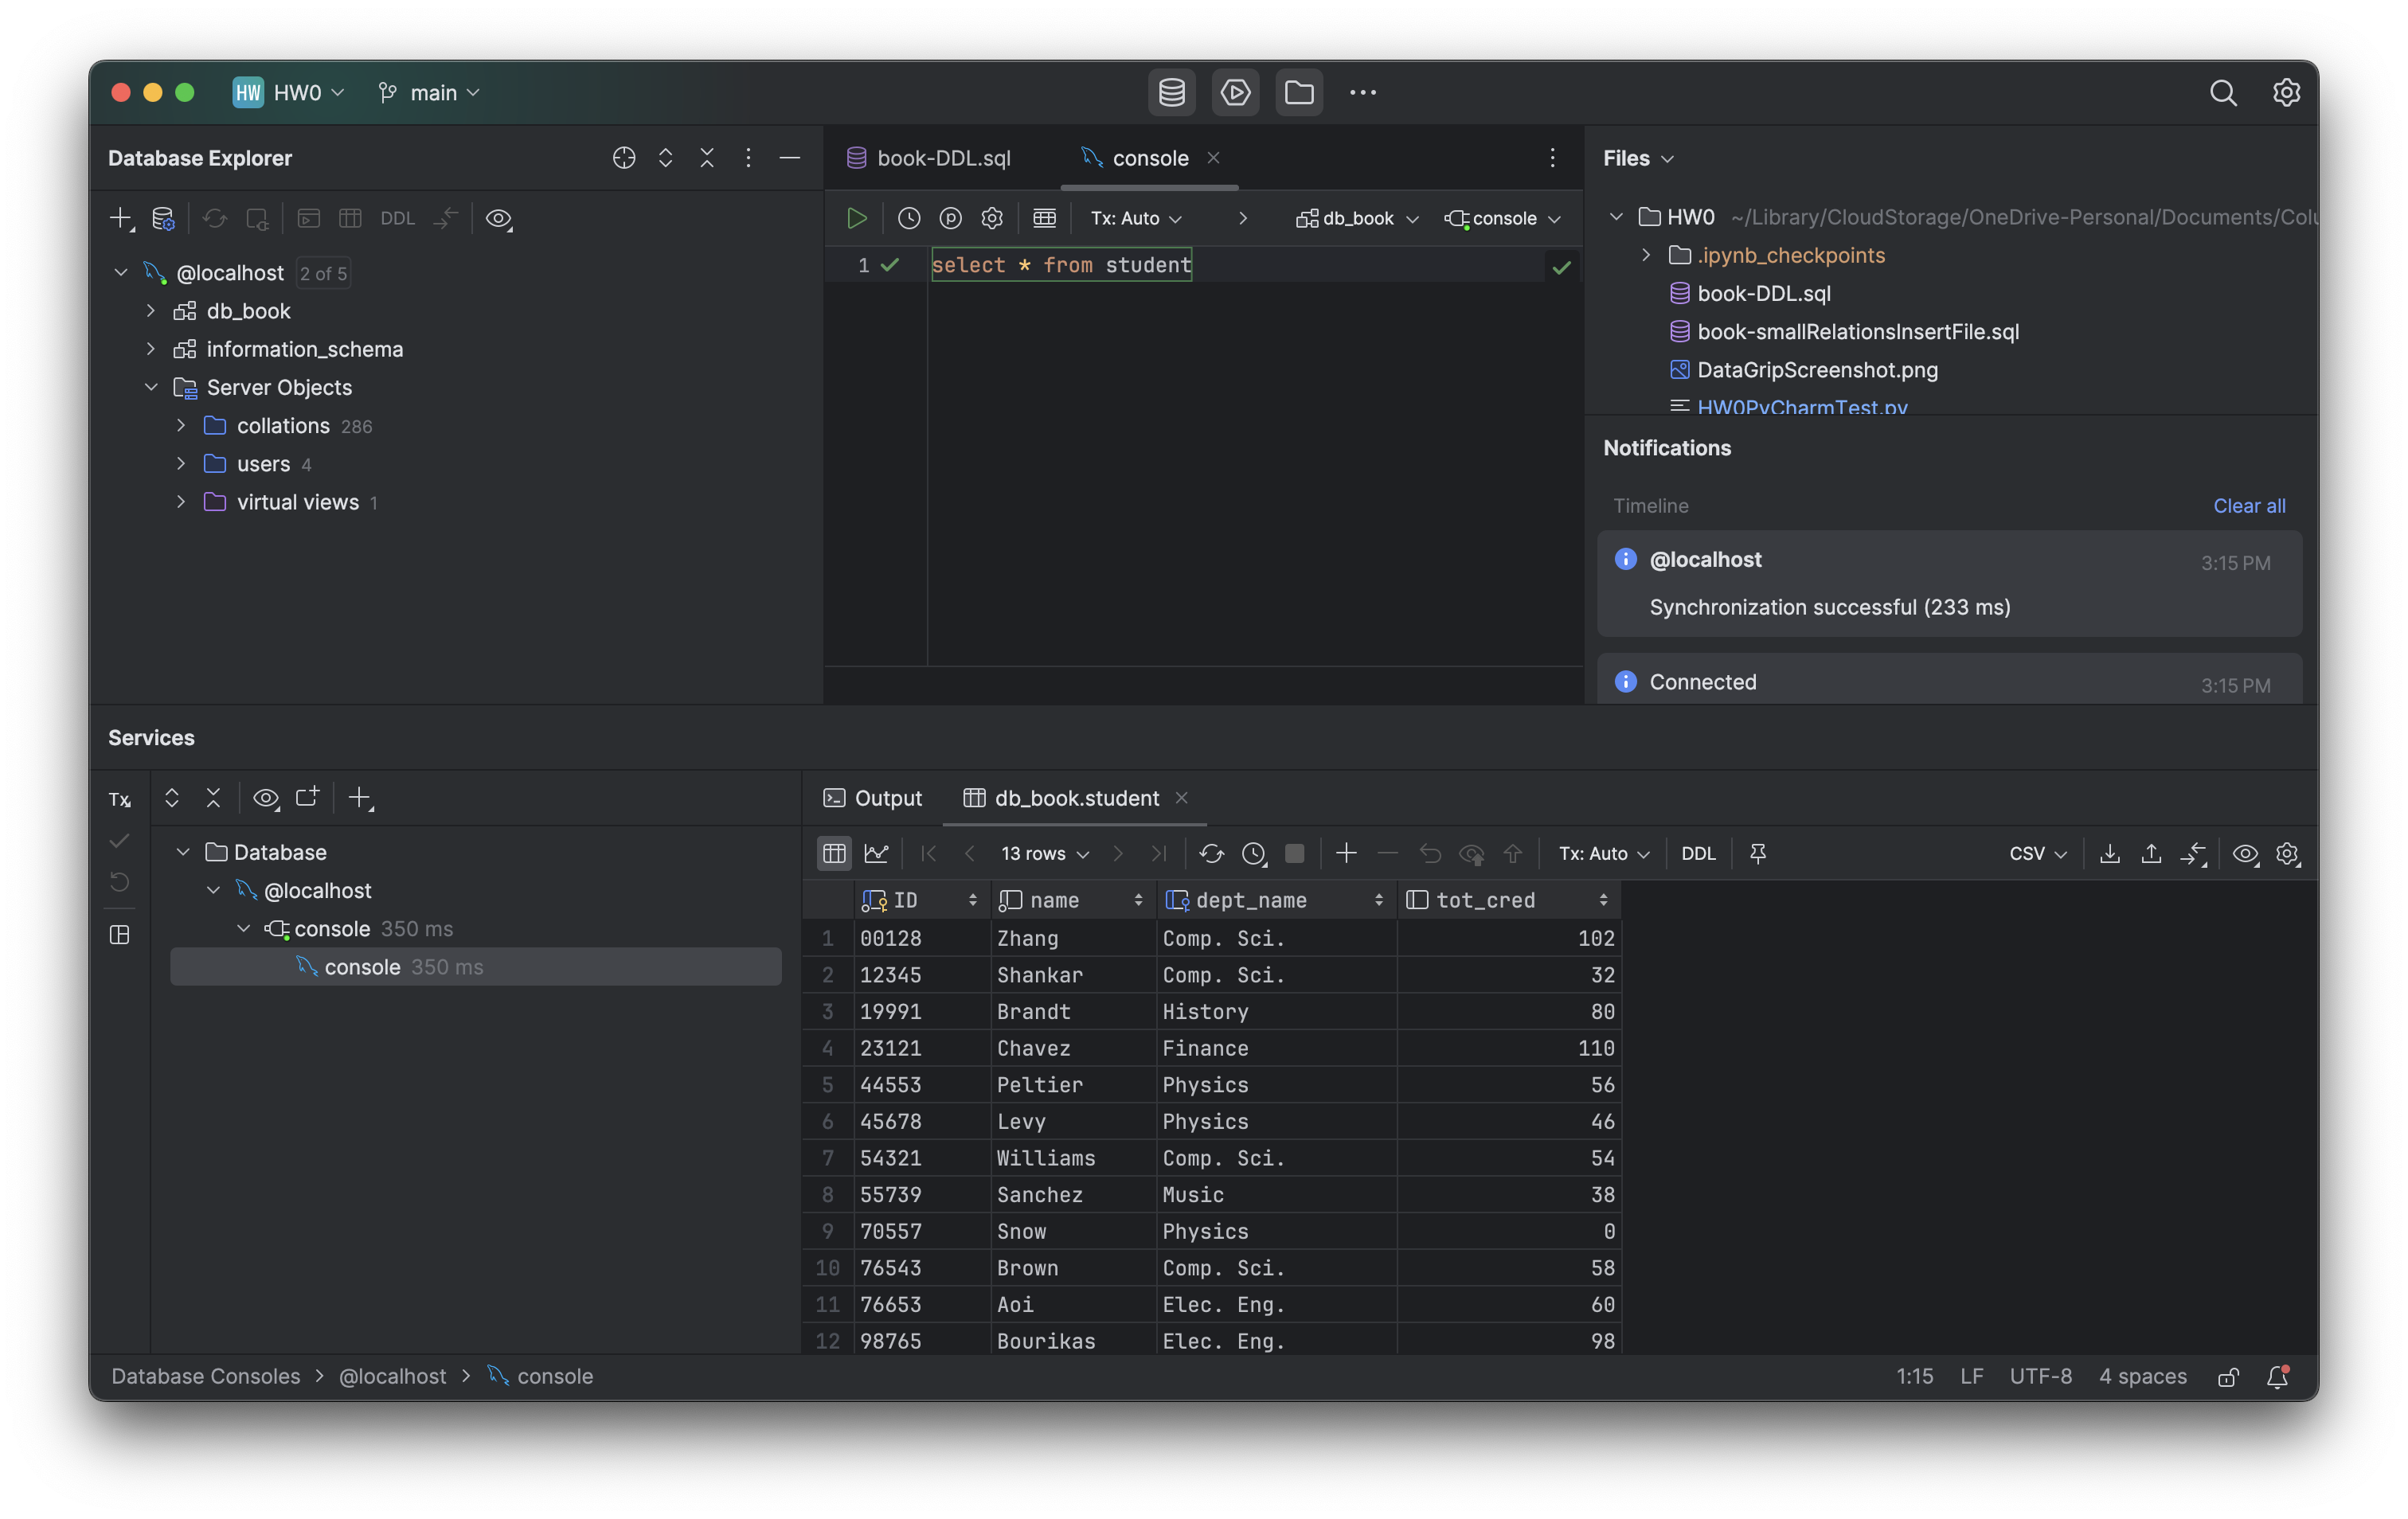 HW HW0 main
Database Explorer
DDL
@localhost 2 of 5
db_book
information_schema
Server Objects
collations 286
users 4
virtual views 1
book-DDL.sql console
Tx: Auto db_book console
1 select * from student
Files
HW0 ~/Library/CloudStorage/OneDrive-Personal/Documents/Colu
.ipynb_checkpoints
book-DDL.sql
book-smallRelationsInsertFile.sql
DataGripScreenshot.png
HW0PyCharmTest.py
Notifications
Timeline Clear all
@localhost 3:15 PM
Synchronization successful (233 ms)
Connected 3:15 PM
Services
Tx
Database
@localhost
console 350 ms
console 350 ms
Output db_book.student
13 rows Tx: Auto DDL CSV
ID name dept_name tot_cred
1 00128 Zhang Comp. Sci. 102
2 12345 Shankar Comp. Sci. 32
3 19991 Brandt History 80
4 23121 Chavez Finance 110
5 44553 Peltier Physics 56
6 45678 Levy Physics 46
7 54321 Williams Comp. Sci. 54
8 55739 Sanchez Music 38
9 70557 Snow Physics 0
10 76543 Brown Comp. Sci. 58
11 76653 Aoi Elec. Eng. 60
12 98765 Bourikas Elec. Eng. 98
Database Consoles > @localhost > console
1:15 LF UTF-8 4 spaces